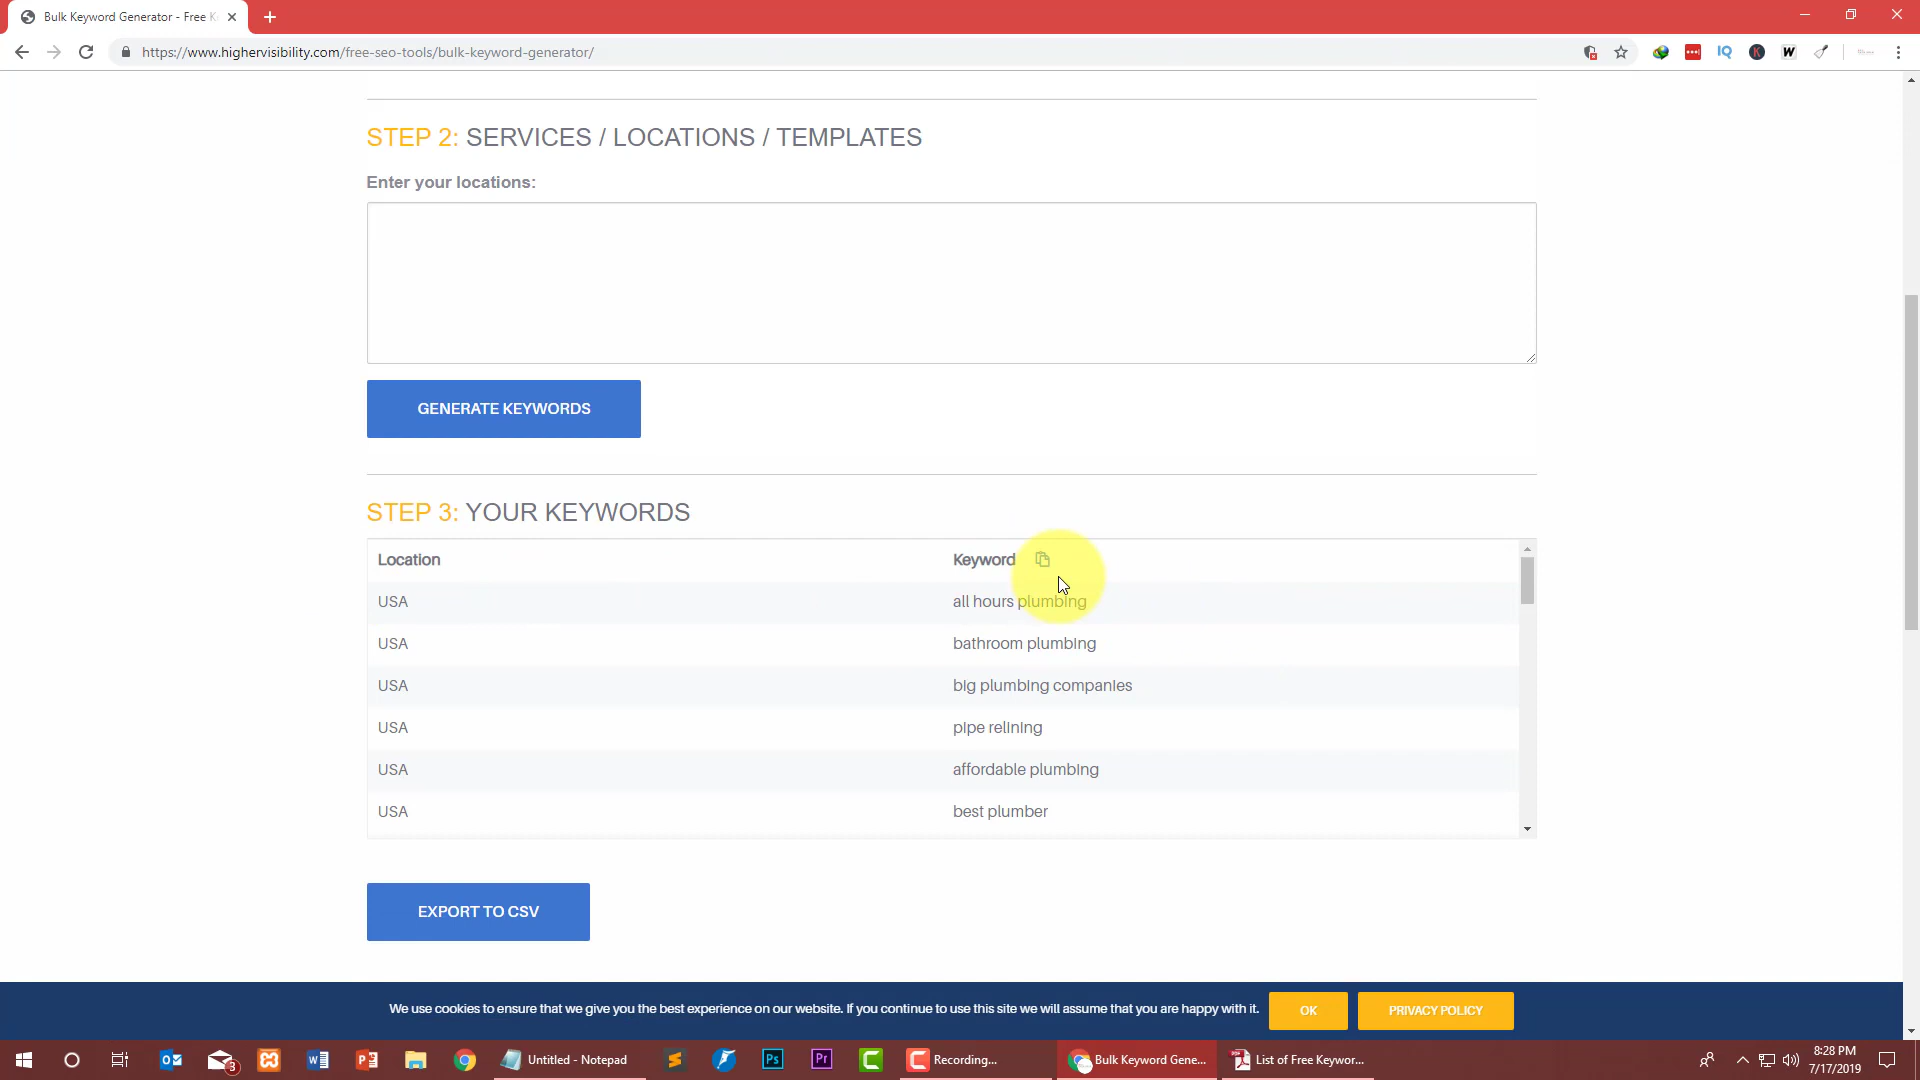 Bulk Keyword Generator - Free K
https://www.highervisibility.com/free-seo-tools/bulk-keyword-generator/
IQ
K
W
STEP 2: SERVICES / LOCATIONS / TEMPLATES
Enter your locations:
GENERATE KEYWORDS
STEP 3: YOUR KEYWORDS
Location Keyword
USA all hours plumbing
USA bathroom plumbing
USA big plumbing companies
USA pipe relining
USA affordable plumbing
USA best plumber
EXPORT TO CSV
We use cookies to ensure that we give you the best experience on our website. If you continue to use this site we will assume that you are happy with it. OK PRIVACY POLICY
3 Untitled - Notepad Ps Pr Recording... Bulk Keyword Gene... List of Free Keywor... 8:28 PM
7/17/2019